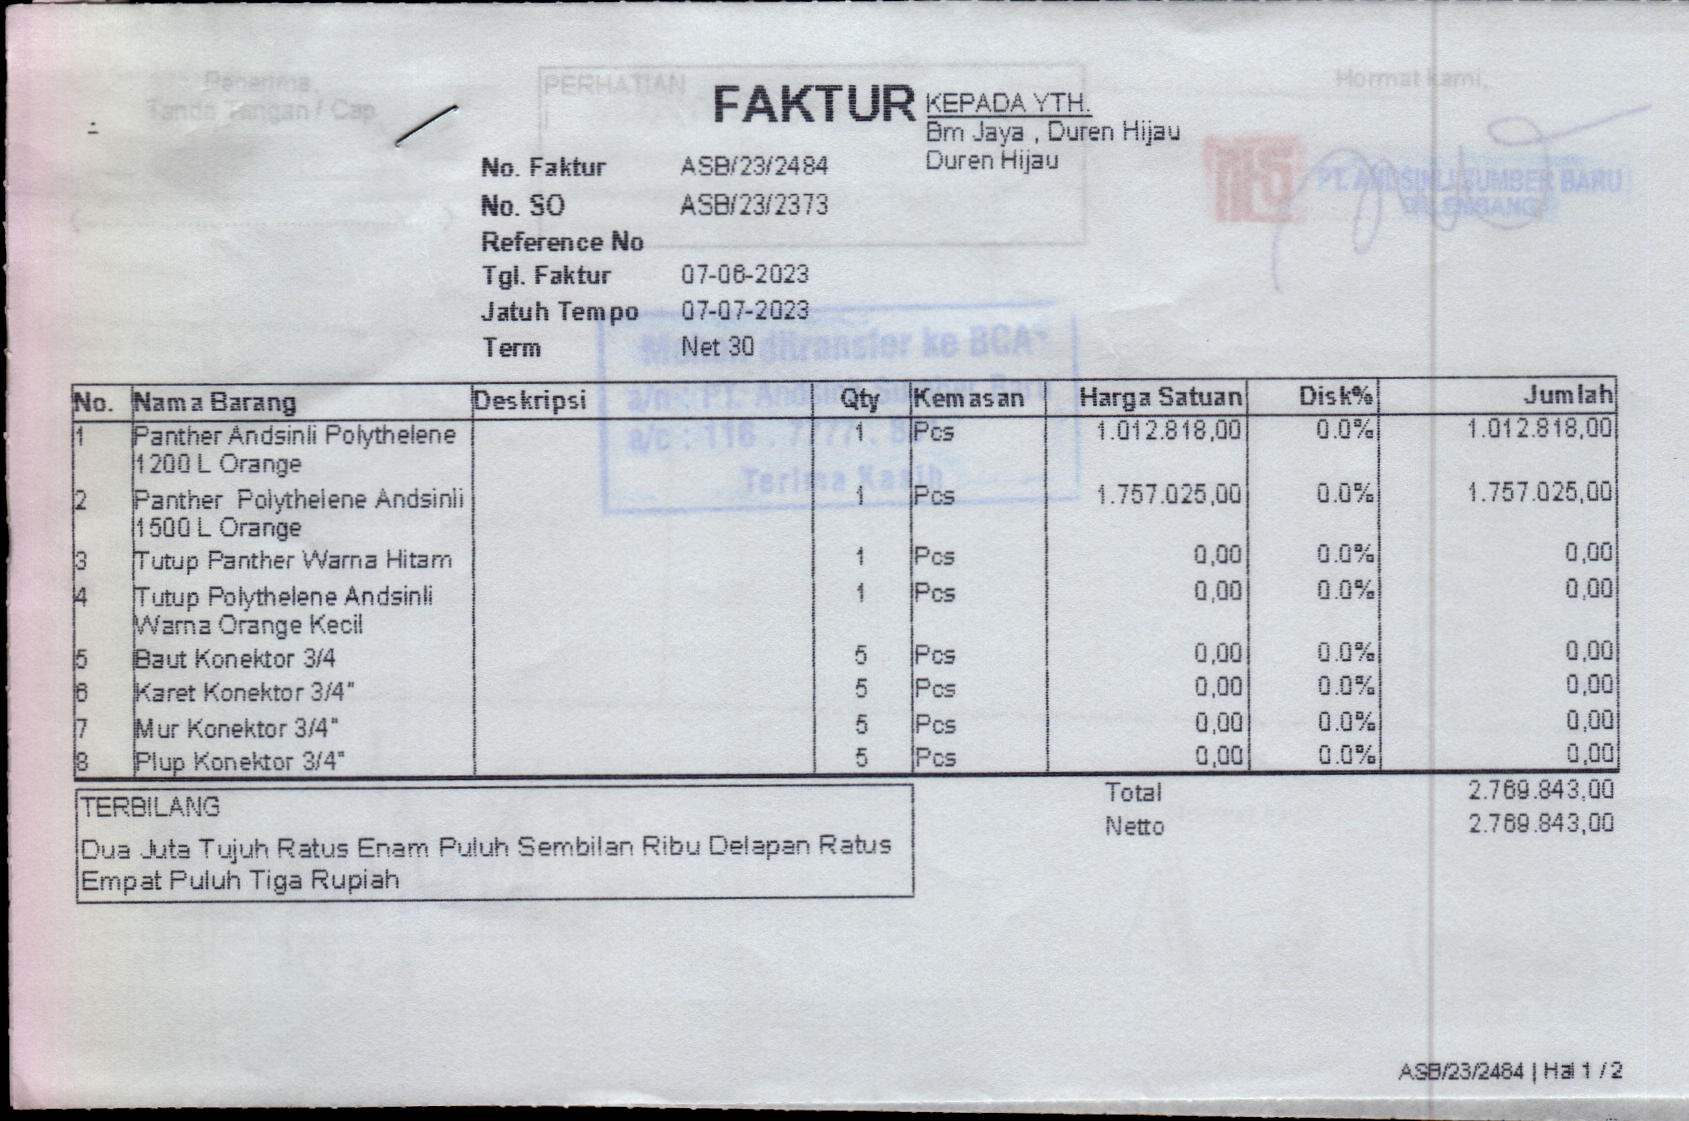 Penerima,
Tanda Tangan / Cap
PERHATIAN
Hormat kami,
FAKTUR
KEPADA YTH.
Bm Jaya , Duren Hijau
Duren Hijau
No. Faktur ASB/23/2484
No. SO ASB/23/2373
Reference No
Tgl. Faktur 07-06-2023
Jatuh Tempo 07-07-2023
Term Net 30
PT. ANDSINLI SUMBER BARU
ditransfer ke BCA
a/n : PT. Andsinli Sumber Baru
a/c : 116 . 7777 .
Terima Kasih
No. Nama Barang Deskripsi Qty Kemasan Harga Satuan Disk% Jumlah
1 Panther Andsinli Polythelene 1 Pcs 1.012.818,00 0.0% 1.012.818,00
1200 L Orange
2 Panther Polythelene Andsinlii 1 Pcs 1.757.025,00 0.0% 1.757.025,00
1500 L Orange
3 Tutup Panther Warna Hitam 1 Pcs 0,00 0.0% 0,00
4 Tutup Polythelene Andsinli 1 Pcs 0,00 0.0% 0,00
Warna Orange Kecil
5 Baut Konektor 3/4 5 Pcs 0,00 0.0% 0,00
6 Karet Konektor 3/4" 5 Pcs 0,00 0.0% 0,00
7 Mur Konektor 3/4" 5 Pcs 0,00 0.0% 0,00
8 Plup Konektor 3/4" 5 Pcs 0,00 0.0% 0,00
Total 2.769.843,00
Netto 2.769.843,00
TERBILANG
Dua Juta Tujuh Ratus Enam Puluh Sembilan Ribu Delapan Ratus
Empat Puluh Tiga Rupiah
ASB/23/2484 | Hal 1 / 2